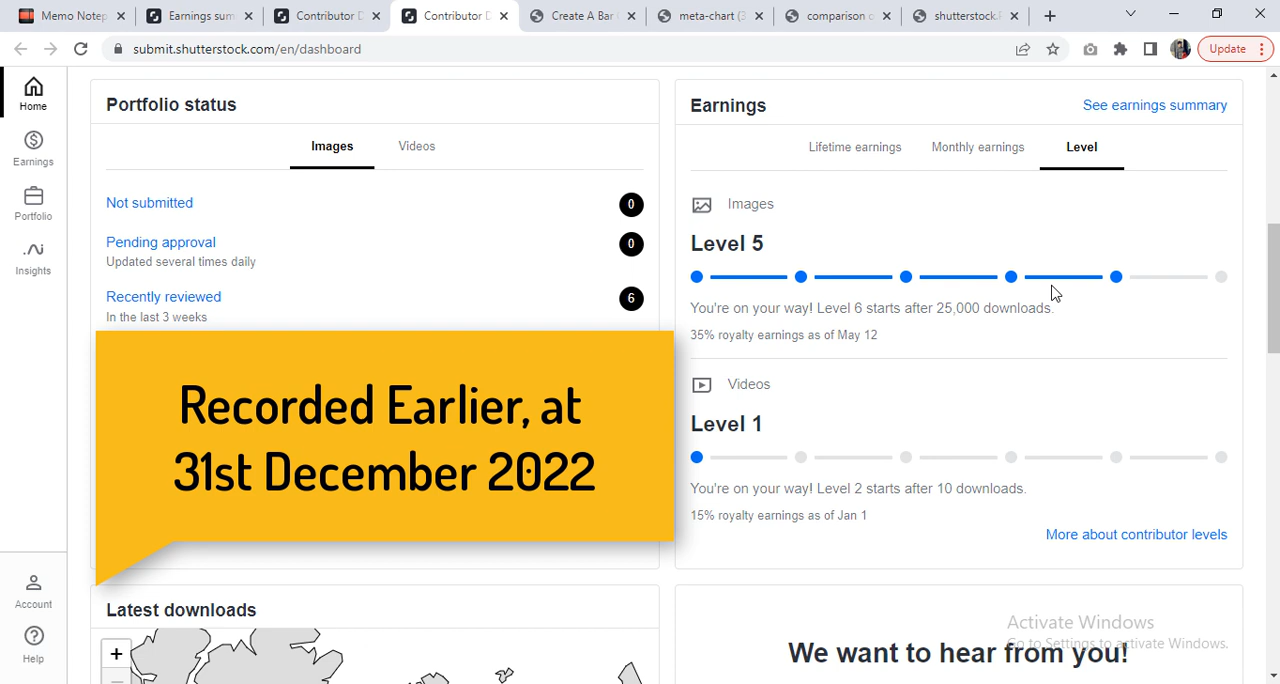 Memo Notep
Earnings sum
Contributor D
Contributor D
Create A Bar
meta-chart (3
comparison o
shutterstock.
submit.shutterstock.com/en/dashboard
Update
Home
Earnings
Portfolio
Insights
Account
Help
Portfolio status
Images
Videos
Not submitted
0
Pending approval
0
Updated several times daily
Recently reviewed
6
In the last 3 weeks
Recorded Earlier, at
31st December 2022
Latest downloads
+
Earnings
See earnings summary
Lifetime earnings
Monthly earnings
Level
Images
Level 5
You're on your way! Level 6 starts after 25,000 downloads.
35% royalty earnings as of May 12
Videos
Level 1
You're on your way! Level 2 starts after 10 downloads.
15% royalty earnings as of Jan 1
More about contributor levels
We want to hear from you!
Activate Windows
Go to Settings to activate Windows.